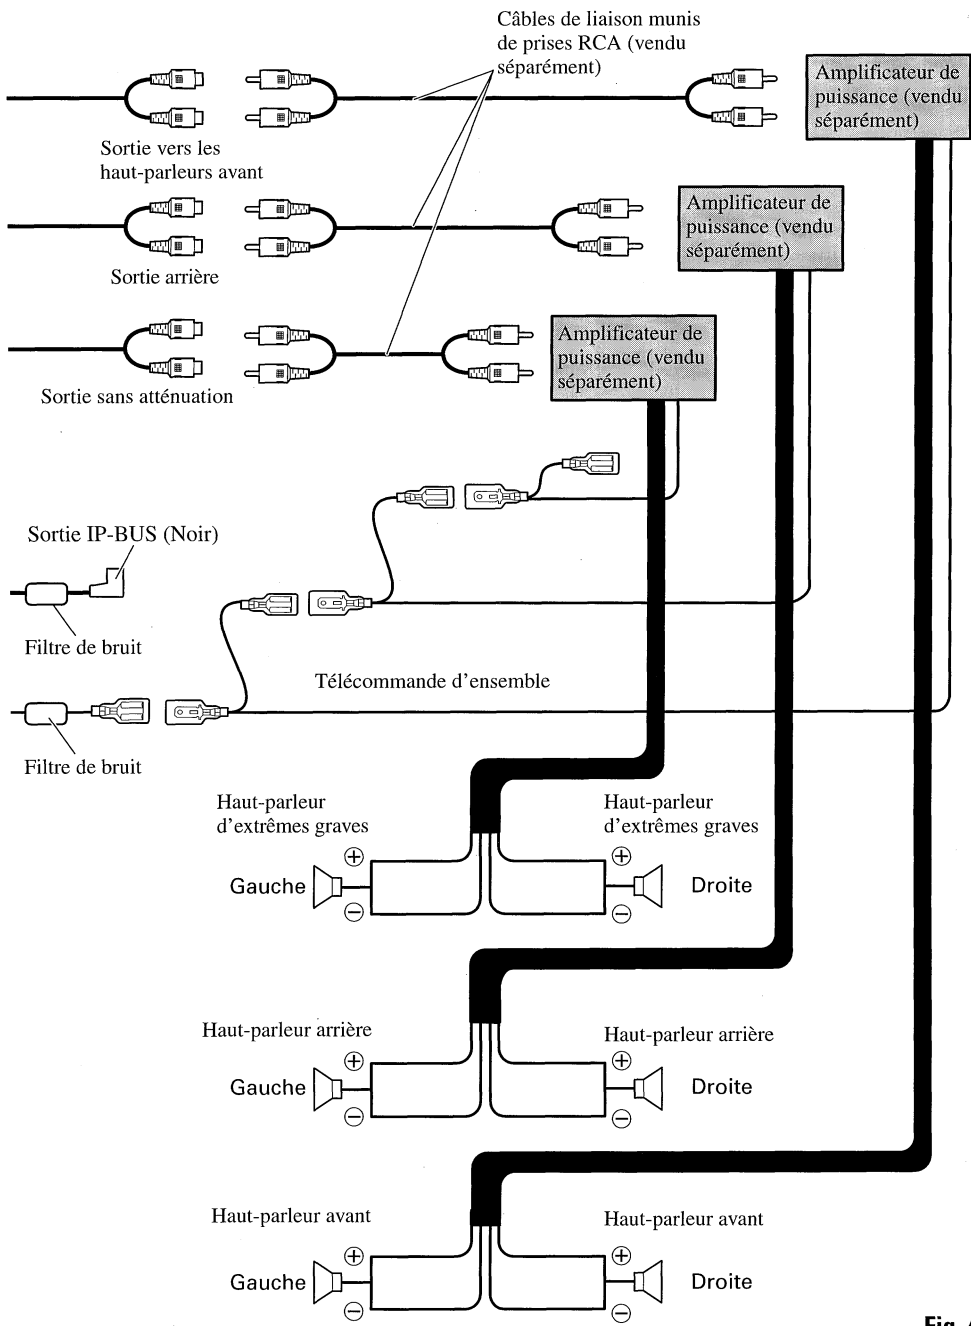 Câbles de liaison munis
de prises RCA (vendu
séparément)
Amplificateur de
puissance (vendu
séparément)
Sortie vers les
haut-parleurs avant
Amplificateur de
puissance (vendu
séparément)
Sortie arrière
Amplificateur de
puissance (vendu
séparément)
Sortie sans atténuation
Sortie IP-BUS (Noir)
Filtre de bruit
Télécommande d'ensemble
Filtre de bruit
Haut-parleur
d'extrêmes graves
Haut-parleur
d'extrêmes graves
+
+
Gauche
Droite
−
−
Haut-parleur arrière
Haut-parleur arrière
+
+
Gauche
Droite
−
−
Haut-parleur avant
Haut-parleur avant
+
+
Gauche
Droite
−
−
Fig.